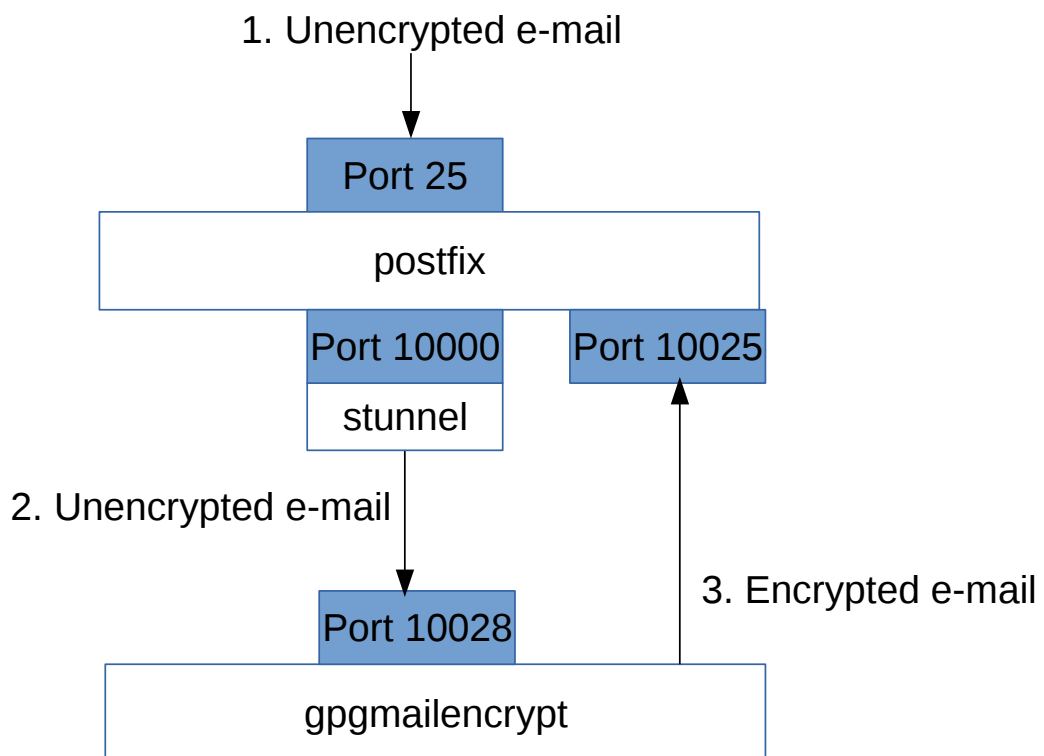 1. Unencrypted e-mail
Port 25
postfix
Port 10000
Port 10025
stunnel
2. Unencrypted e-mail
3. Encrypted e-mail
Port 10028
gpgmailencrypt